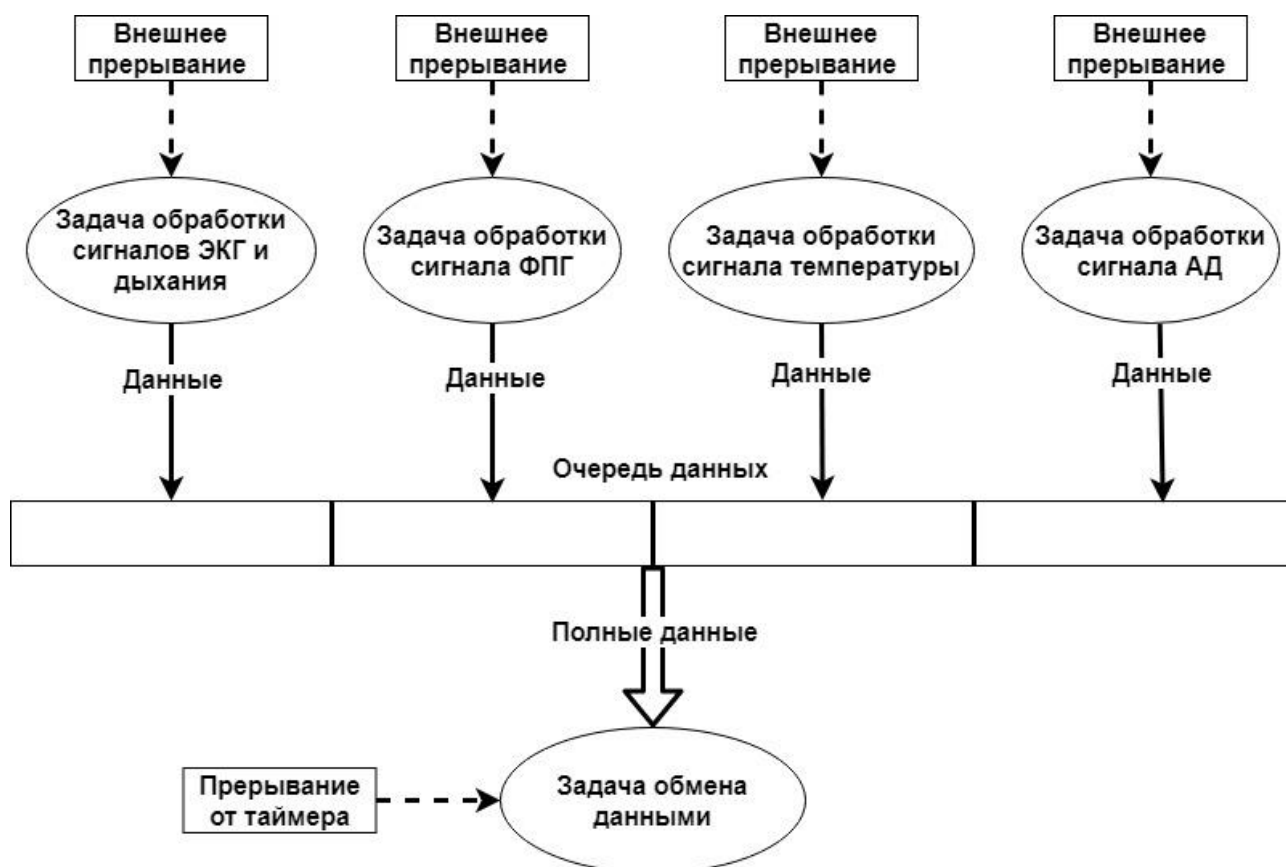 Внешнее
прерывание
Внешнее
прерывание
Внешнее
прерывание
Внешнее
прерывание
Задача обработки
сигналов ЭКГ и
дыхания
Задача обработки
сигнала ФПГ
Задача обработки
сигнала температуры
Задача обработки
сигнала АД
Данные
Данные
Данные
Данные
Очередь данных
Полные данные
Прерывание
от таймера
Задача обмена
данными